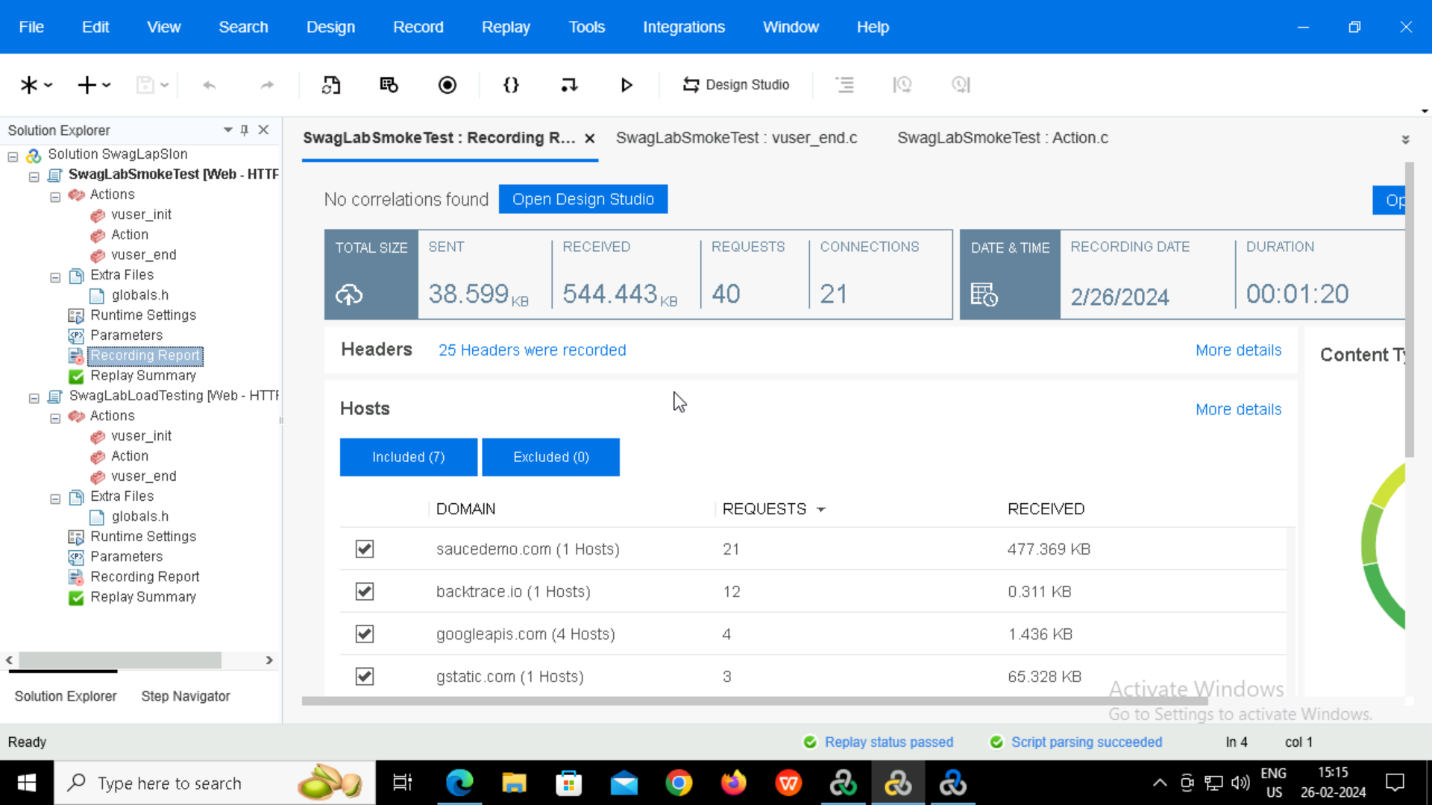 File Edit View Search Design Record Replay Tools Integrations Window Help
Design Studio
Solution Explorer
Solution SwagLapSlon
SwagLabSmokeTest [Web - HTTF
Actions
vuser_init
Action
vuser_end
Extra Files
globals.h
Runtime Settings
Parameters
Recording Report
Replay Summary
SwagLabLoadTesting [Web - HTTF
Actions
vuser_init
Action
vuser_end
Extra Files
globals.h
Runtime Settings
Parameters
Recording Report
Replay Summary
Solution Explorer Step Navigator
SwagLabSmokeTest : Recording R... SwagLabSmokeTest : vuser_end.c SwagLabSmokeTest : Action.c
No correlations found Open Design Studio Op
TOTAL SIZE SENT RECEIVED REQUESTS CONNECTIONS DATE & TIME RECORDING DATE DURATION
38.599 KB 544.443 KB 40 21 2/26/2024 00:01:20
Headers 25 Headers were recorded More details
Content Ty
Hosts More details
Included (7) Excluded (0)
DOMAIN REQUESTS RECEIVED
saucedemo.com (1 Hosts) 21 477.369 KB
backtrace.io (1 Hosts) 12 0.311 KB
googleapis.com (4 Hosts) 4 1.436 KB
gstatic.com (1 Hosts) 3 65.328 KB
Activate Windows
Go to Settings to activate Windows.
Ready Replay status passed Script parsing succeeded ln 4 col 1
Type here to search
ENG
US
15:15
26-02-2024